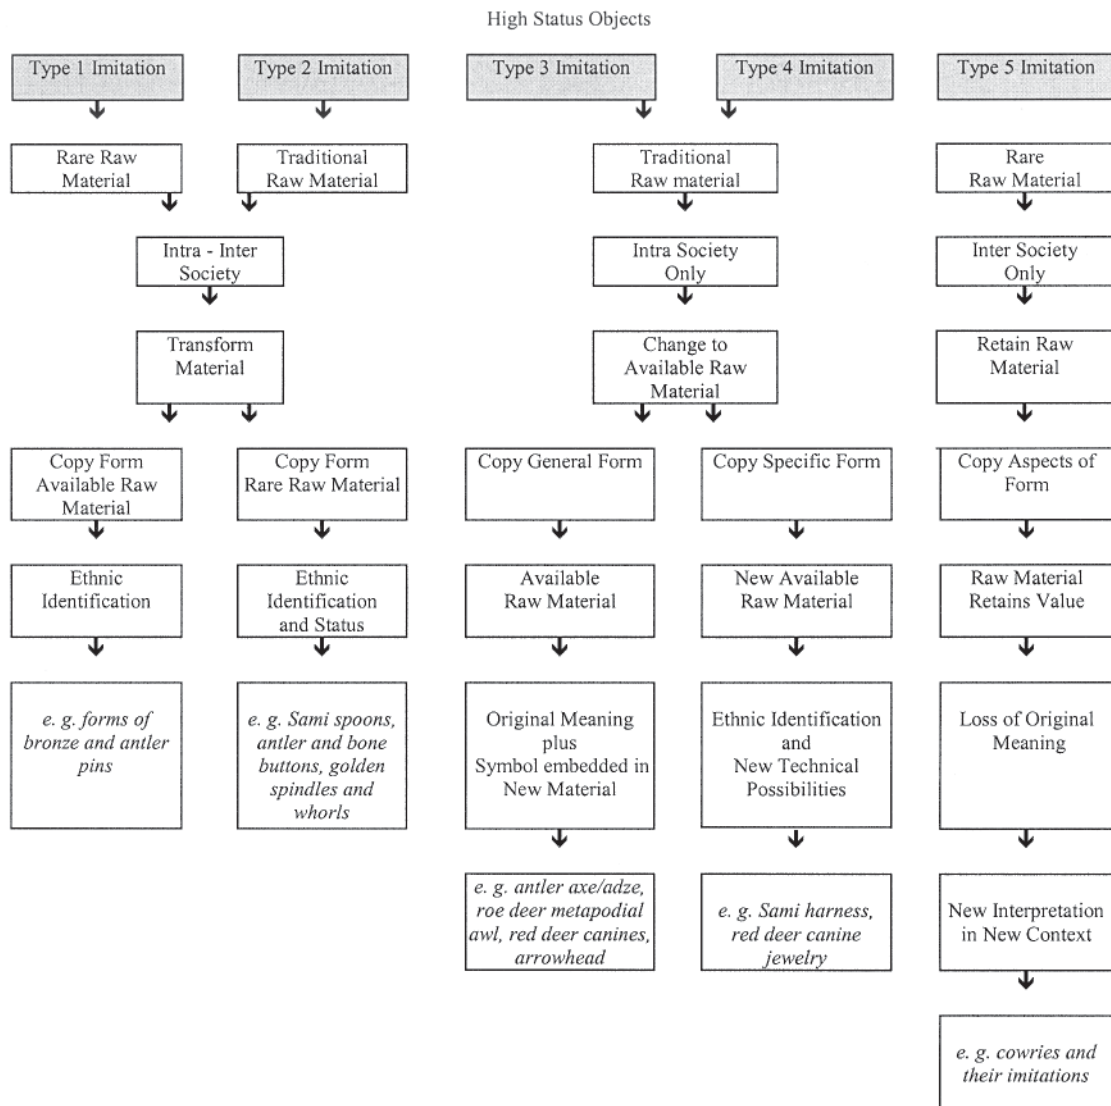 High Status Objects
Type 1 Imitation
Type 2 Imitation
Type 3 Imitation
Type 4 Imitation
Type 5 Imitation
Rare Raw
Material
Traditional
Raw Material
Traditional
Raw material
Rare
Raw Material
Intra - Inter
Society
Intra Society
Only
Inter Society
Only
Transform
Material
Change to
Available Raw
Material
Retain Raw
Material
Copy Form
Available Raw
Material
Copy Form
Rare Raw Material
Copy General Form
Copy Specific Form
Copy Aspects of
Form
Ethnic
Identification
Ethnic
Identification
and Status
Available
Raw Material
New Available
Raw Material
Raw Material
Retains Value
e. g. forms of
bronze and antler
pins
e. g. Sami spoons,
antler and bone
buttons, golden
spindles and
whorls
Original Meaning
plus
Symbol embedded in
New Material
Ethnic Identification
and
New Technical
Possibilities
Loss of Original
Meaning
e. g. antler axe/adze,
roe deer metapodial
awl, red deer canines,
arrowhead
e. g. Sami harness,
red deer canine
jewelry
New Interpretation
in New Context
e. g. cowries and
their imitations